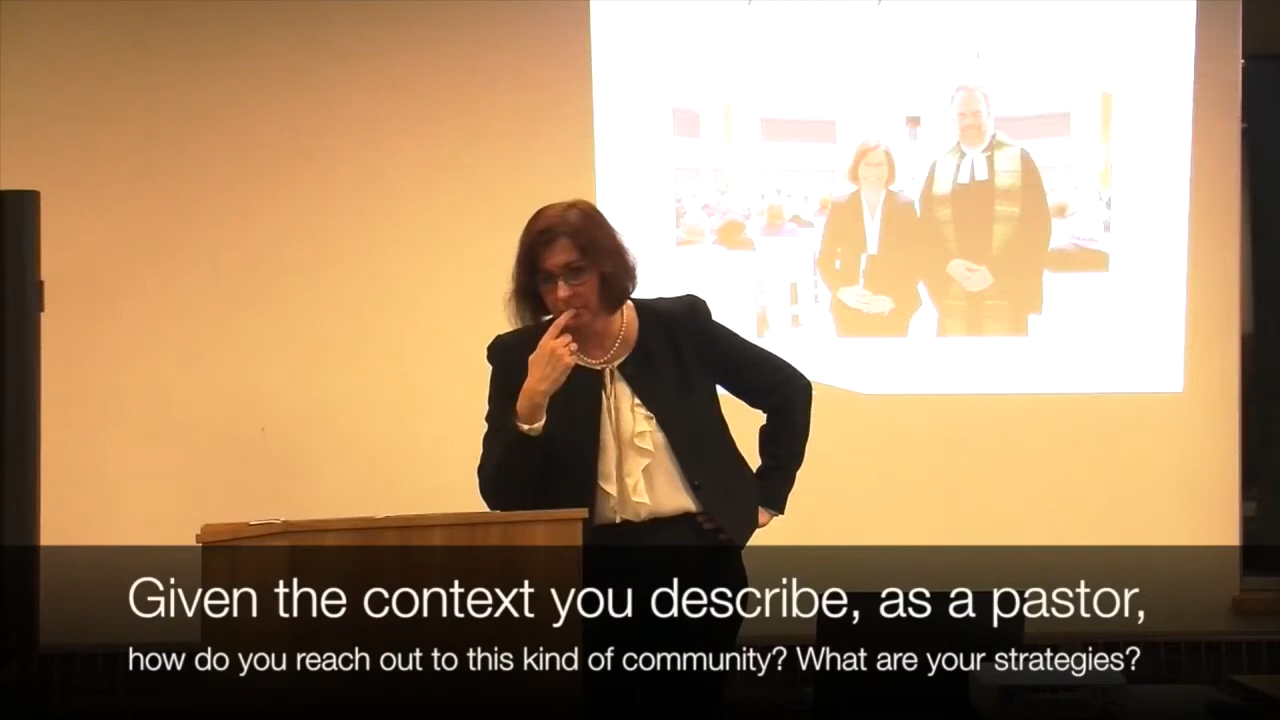 Given the context you describe, as a pastor,
how do you reach out to this kind of community? What are your strategies?